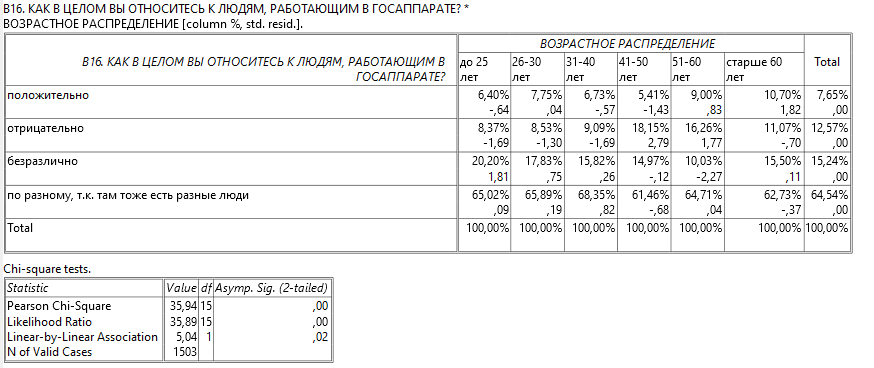 B16. КАК В ЦЕЛОМ ВЫ ОТНОСИТЕСЬ К ЛЮДЯМ, РАБОТАЮЩИМ В ГОСАППАРАТЕ? *
ВОЗРАСТНОЕ РАСПРЕДЕЛЕНИЕ [column %, std. resid.].
ВОЗРАСТНОЕ РАСПРЕДЕЛЕНИЕ
B16. КАК В ЦЕЛОМ ВЫ ОТНОСИТЕСЬ К ЛЮДЯМ, РАБОТАЮЩИМ В до 25 26-30 31-40 41-50 51-60 старше 60 Total
ГОСАППАРАТЕ? лет лет лет лет лет лет
положительно 6,40% 7,75% 6,73% 5,41% 9,00% 10,70% 7,65%
-,64 ,04 -,57 -1,43 ,83 1,82 ,00
отрицательно 8,37% 8,53% 9,09% 18,15% 16,26% 11,07% 12,57%
-1,69 -1,30 -1,69 2,79 1,77 -,70 ,00
безразлично 20,20% 17,83% 15,82% 14,97% 10,03% 15,50% 15,24%
1,81 ,75 ,26 -,12 -2,27 ,11 ,00
по разному, т.к. там тоже есть разные люди 65,02% 65,89% 68,35% 61,46% 64,71% 62,73% 64,54%
,09 ,19 ,82 -,68 ,04 -,37 ,00
Total 100,00% 100,00% 100,00% 100,00% 100,00% 100,00% 100,00%
Chi-square tests.
Statistic Value df Asymp. Sig. (2-tailed)
Pearson Chi-Square 35,94 15 ,00
Likelihood Ratio 35,89 15 ,00
Linear-by-Linear Association 5,04 1 ,02
N of Valid Cases 1503